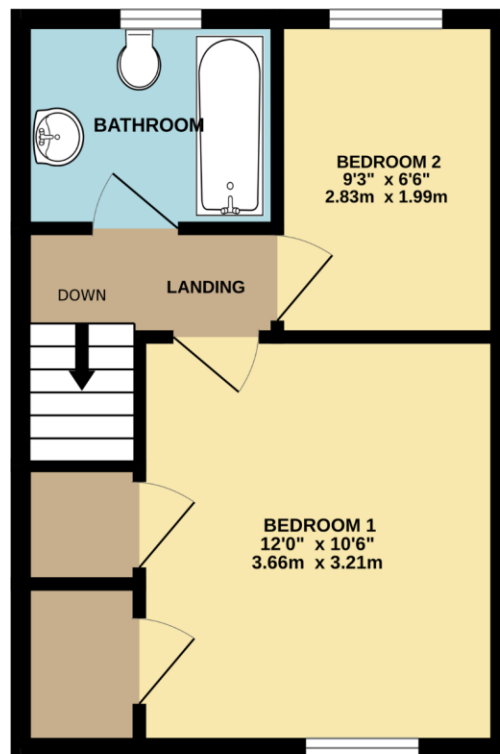 BATHROOM
BEDROOM 2
9'3" x 6'6"
2.83m x 1.99m
LANDING
DOWN
BEDROOM 1
12'0" x 10'6"
3.66m x 3.21m